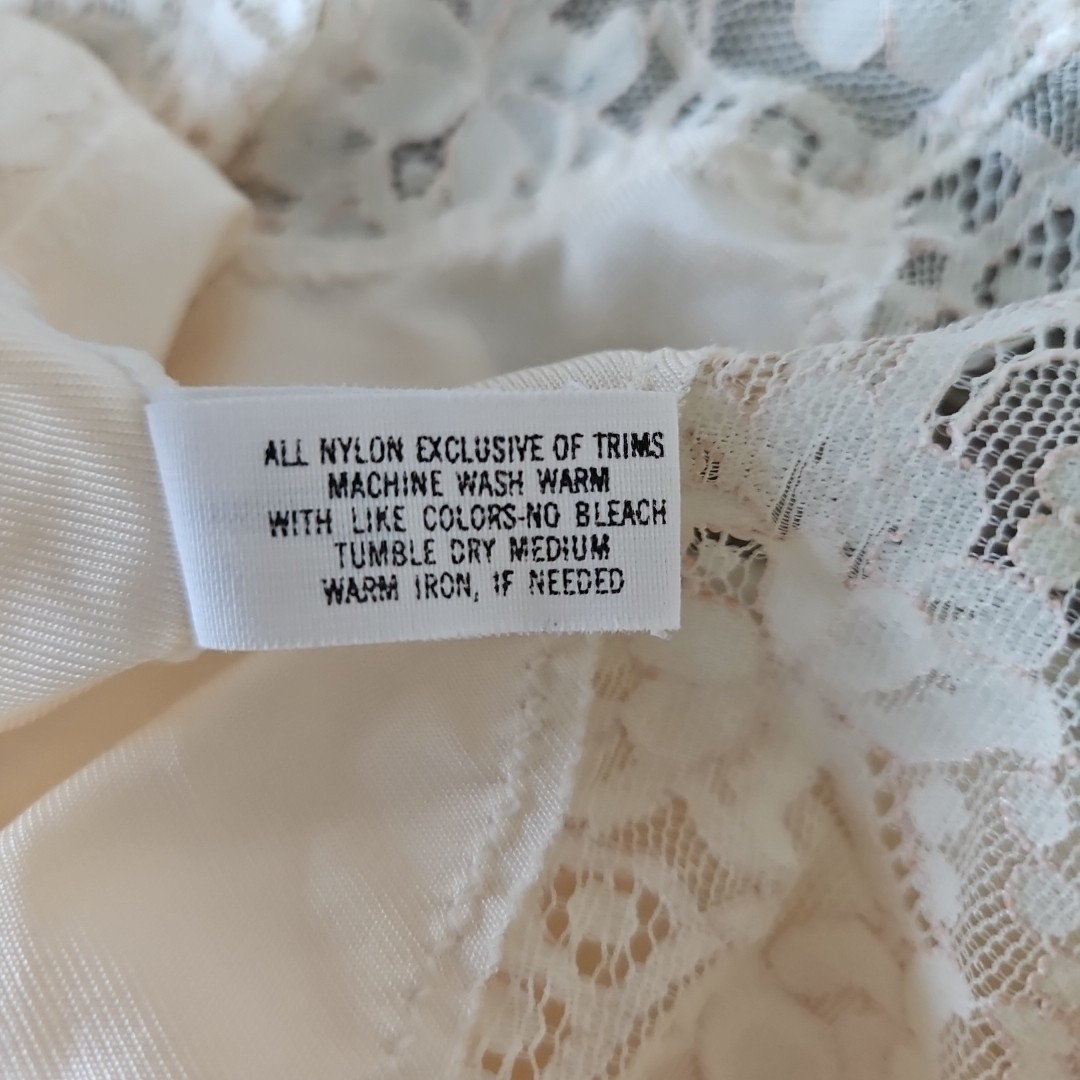 ALL NYLON EXCLUSIVE OF TRIMS
MACHINE WASH WARM
WITH LIKE COLORS-NO BLEACH
TUMBLE DRY MEDIUM
WARM IRON, IF NEEDED